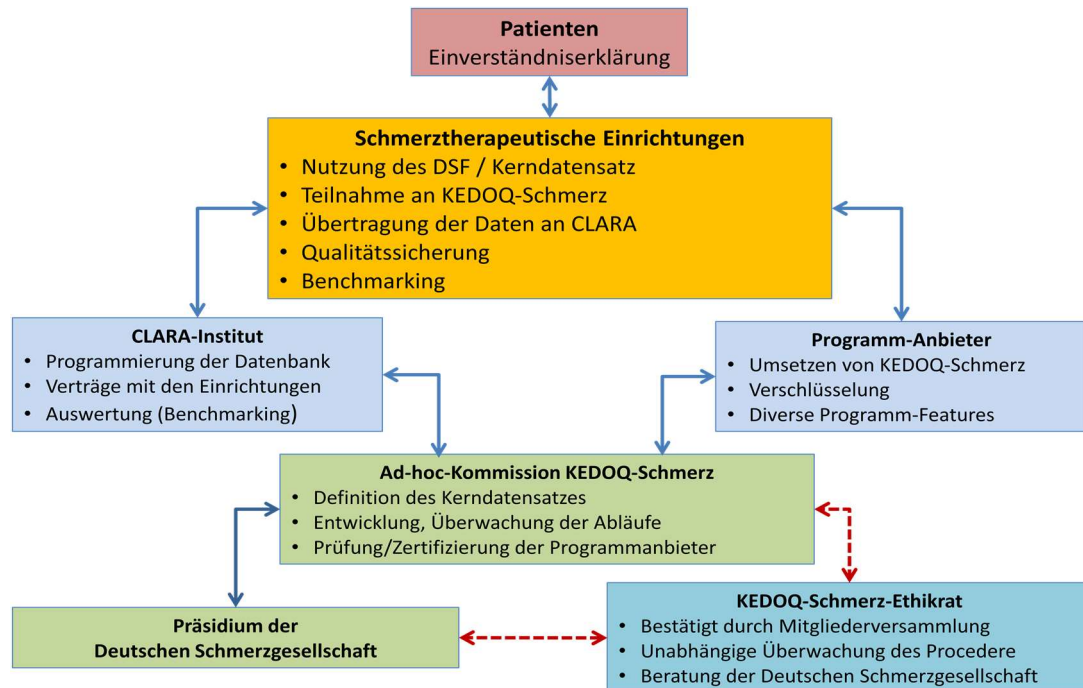 Patienten
Einverständniserklärung
Schmerztherapeutische Einrichtungen
• Nutzung des DSF / Kerndatensatz
• Teilnahme an KEDOQ-Schmerz
• Übertragung der Daten an CLARA
• Qualitätssicherung
• Benchmarking
CLARA-Institut
• Programmierung der Datenbank
• Verträge mit den Einrichtungen
• Auswertung (Benchmarking)
Programm-Anbieter
• Umsetzen von KEDOQ-Schmerz
• Verschlüsselung
• Diverse Programm-Features
Ad-hoc-Kommission KEDOQ-Schmerz
• Definition des Kerndatensatzes
• Entwicklung, Überwachung der Abläufe
• Prüfung/Zertifizierung der Programmanbieter
Präsidium der
Deutschen Schmerzgesellschaft
KEDOQ-Schmerz-Ethikrat
• Bestätigt durch Mitgliederversammlung
• Unabhängige Überwachung des Procedere
• Beratung der Deutschen Schmerzgesellschaft